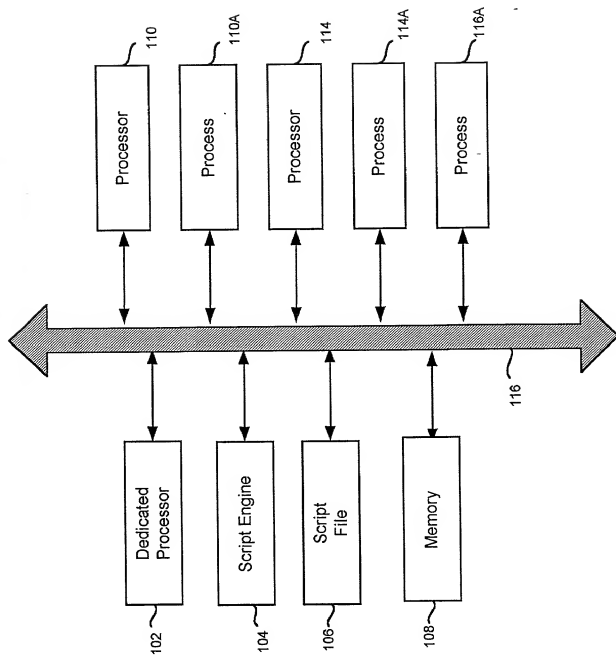 Dedicated
Processor
102
Script Engine
104
Script
File
106
Memory
108
Processor
110
Process
110A
Processor
114
Process
114A
Process
116A
116